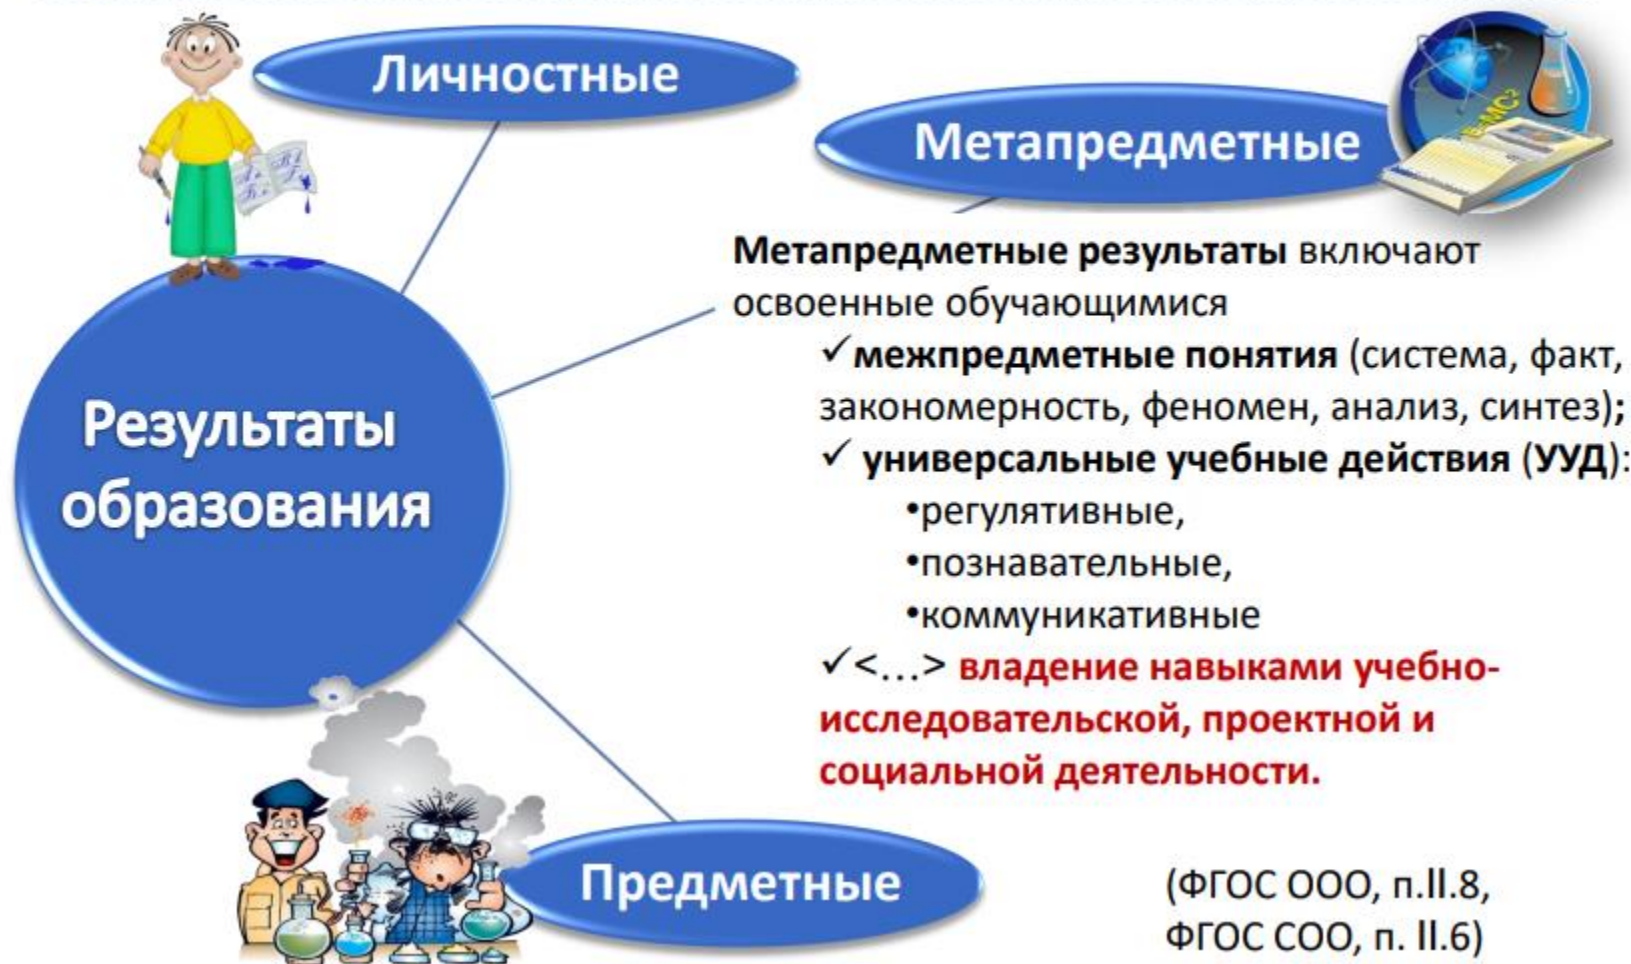 Личностные
Метапредметные
E=MC²
Метапредметные результаты включают
освоенные обучающимися
✓межпредметные понятия (система, факт,
закономерность, феномен, анализ, синтез);
✓ универсальные учебные действия (УУД):
•регулятивные,
•познавательные,
•коммуникативные
✓<...> владение навыками учебно-
исследовательской, проектной и
социальной деятельности.
Результаты
образования
Предметные
(ФГОС ООО, п.II.8,
ФГОС СОО, п. II.6)